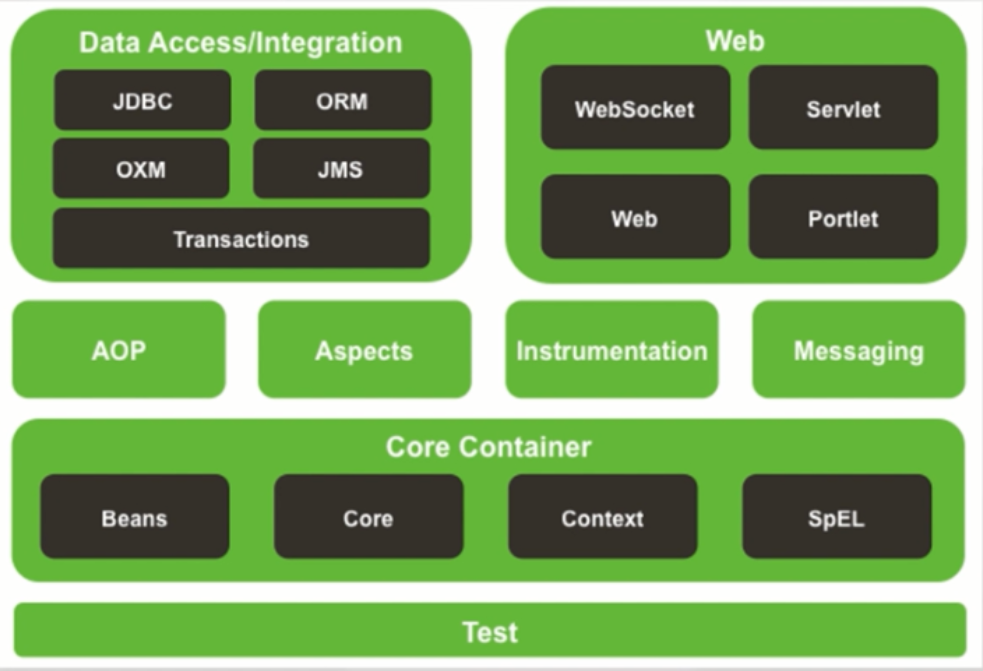 Data Access/Integration
JDBC
ORM
OXM
JMS
Transactions
Web
WebSocket
Servlet
Web
Portlet
AOP
Aspects
Instrumentation
Messaging
Core Container
Beans
Core
Context
SpEL
Test